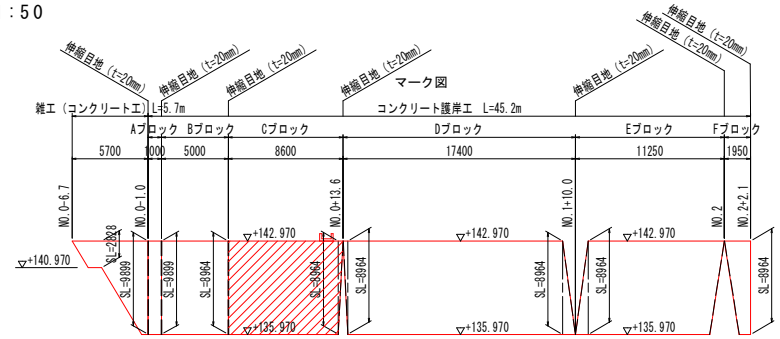 :50
伸縮目地 (t=20mm)
伸縮目地 (t=20mm)
伸縮目地 (t=20mm)
伸縮目地 (t=20mm)
伸縮目地 (t=20mm)
伸縮目地 (t=20mm)
伸縮目地 (t=20mm)
マーク図
雑工（コンクリート工）L=5.7m
コンクリート護岸工 L=45.2m
Aブロック
Bブロック
Cブロック
Dブロック
Eブロック
Fブロック
5700
1000
5000
8600
17400
11250
1950
NO.0-6.7
NO.0-1.0
NO.0+13.6
NO.1+10.0
NO.2
NO.2+2.1
+142.970
+142.970
+142.970
+140.970
SL=2828
SL=9899
SL=9899
SL=8964
SL=8964
SL=8964
SL=8964
SL=8964
SL=8964
+135.970
+135.970
+135.970